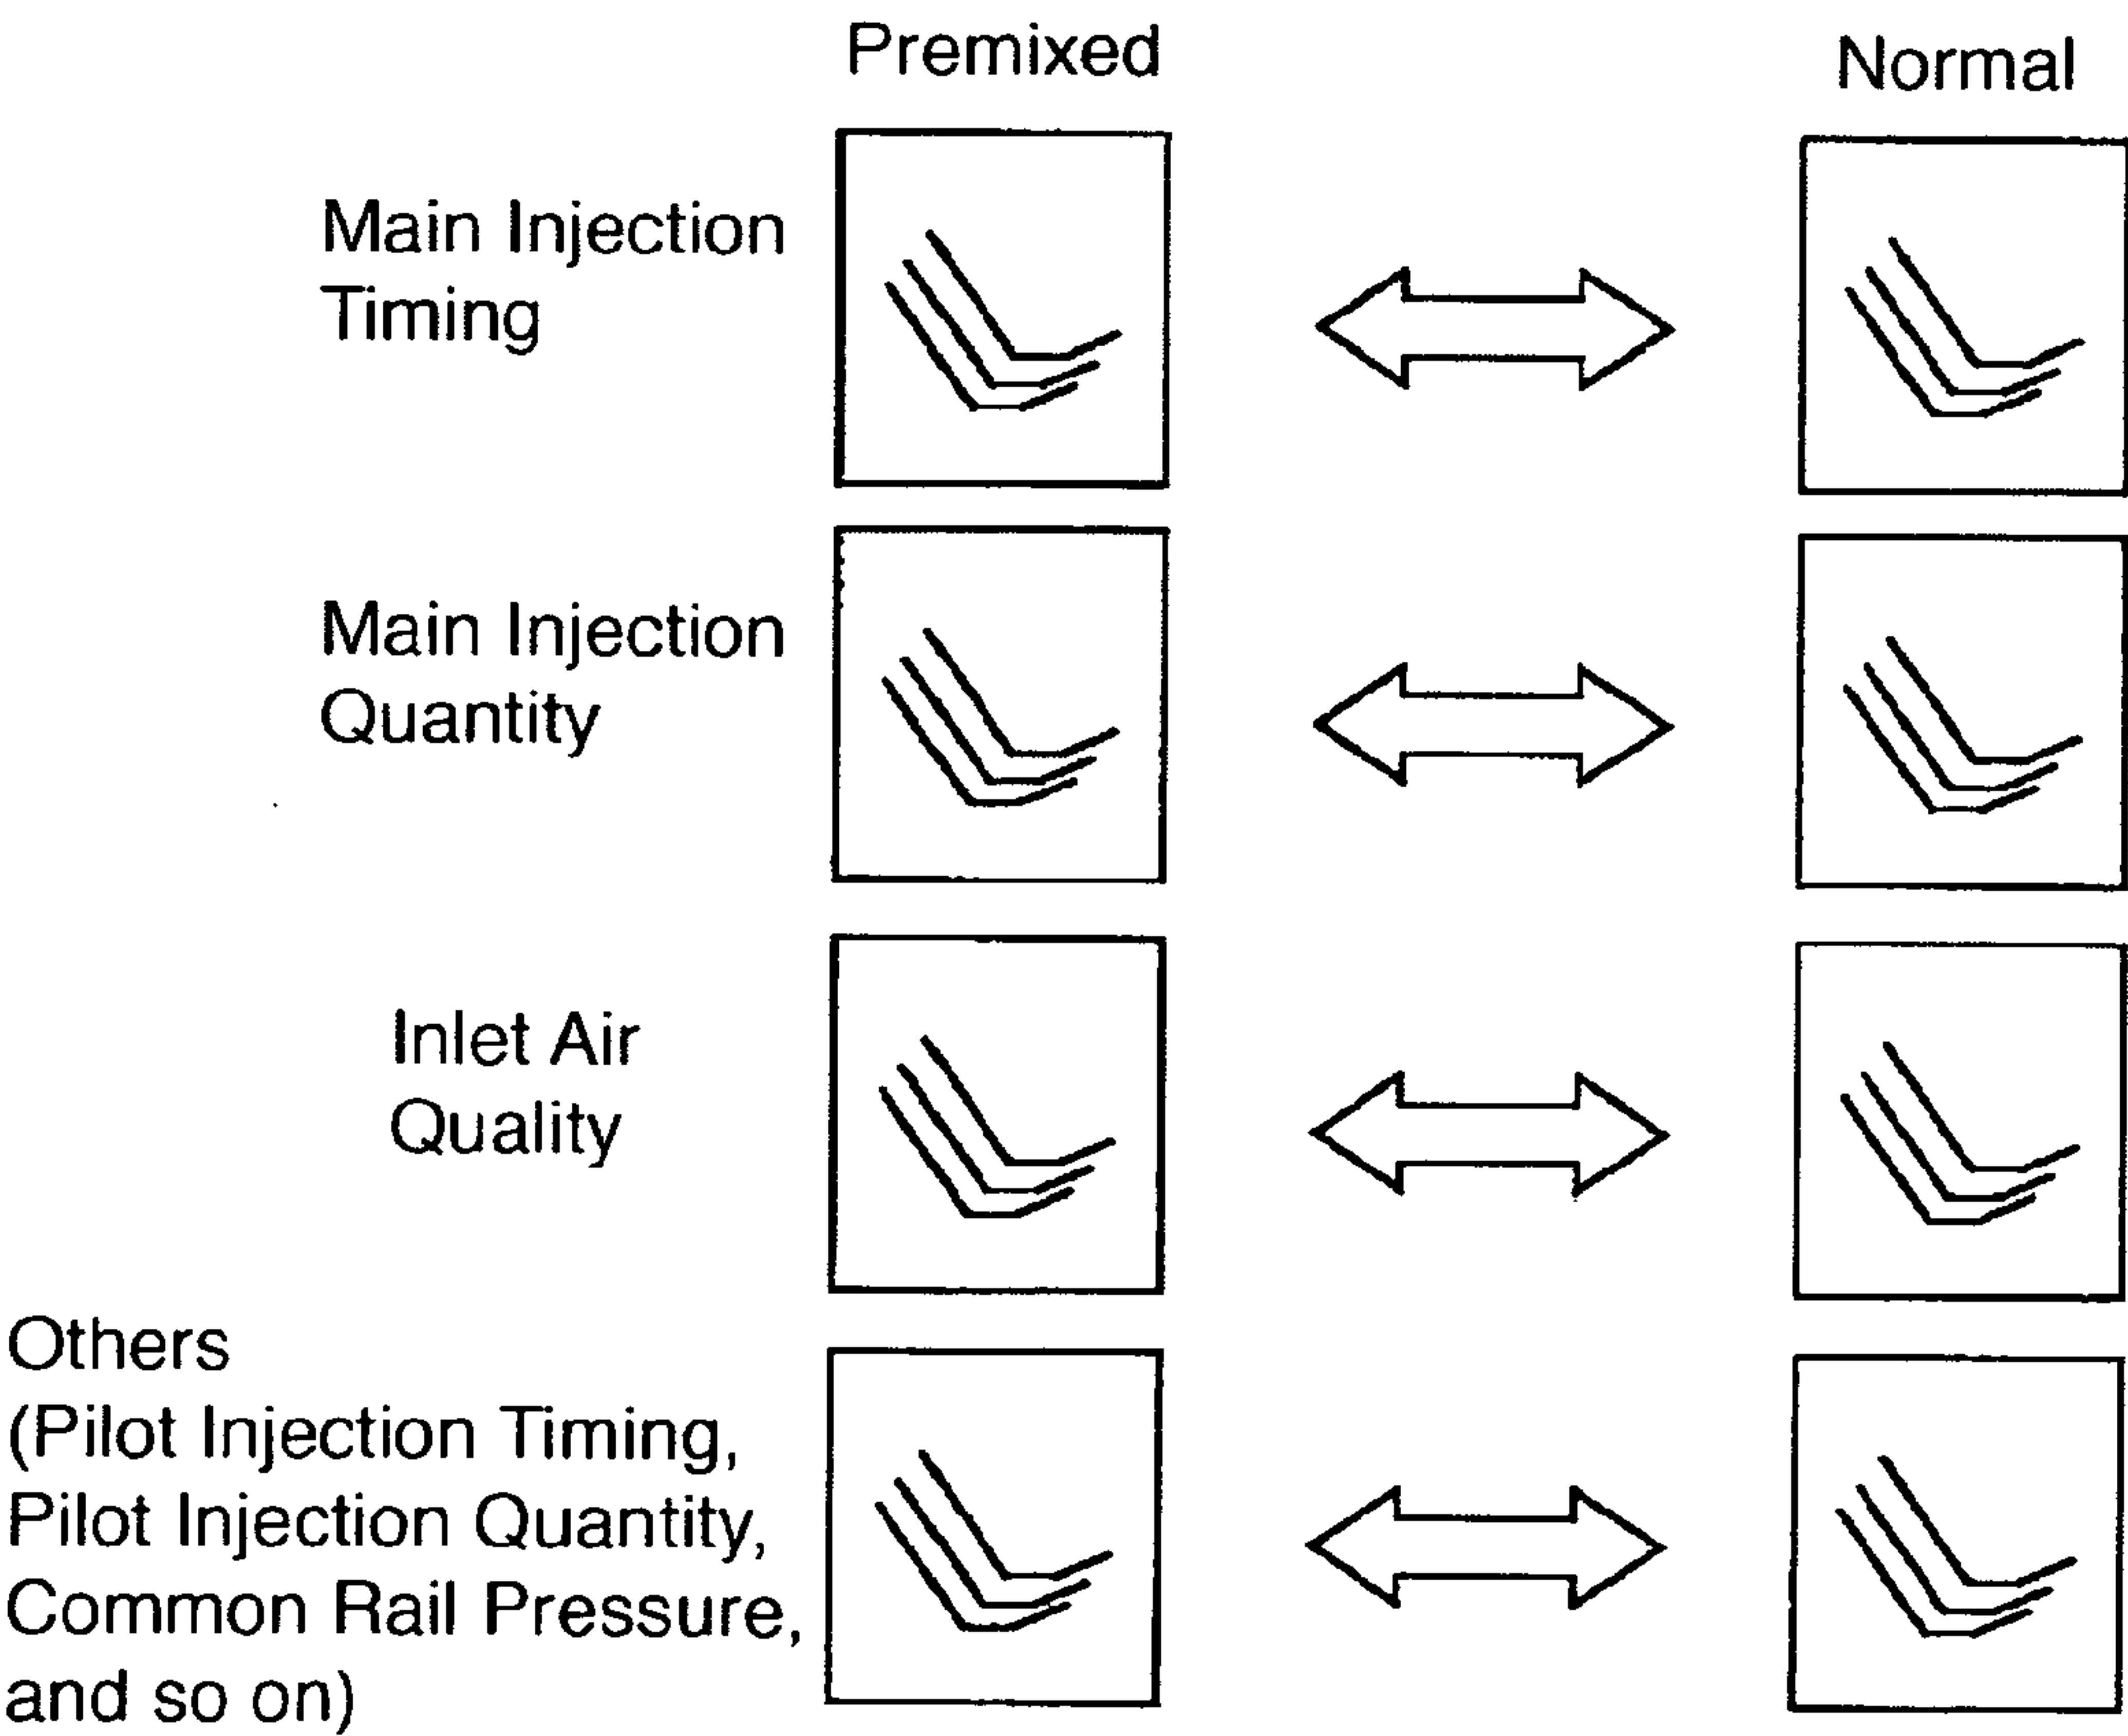 Premixed
Normal
Main Injection
Timing
Main Injection
Quantity
Inlet Air
Quality
Others
(Pilot Injection Timing,
Pilot Injection Quantity,
Common Rail Pressure,
and so on)